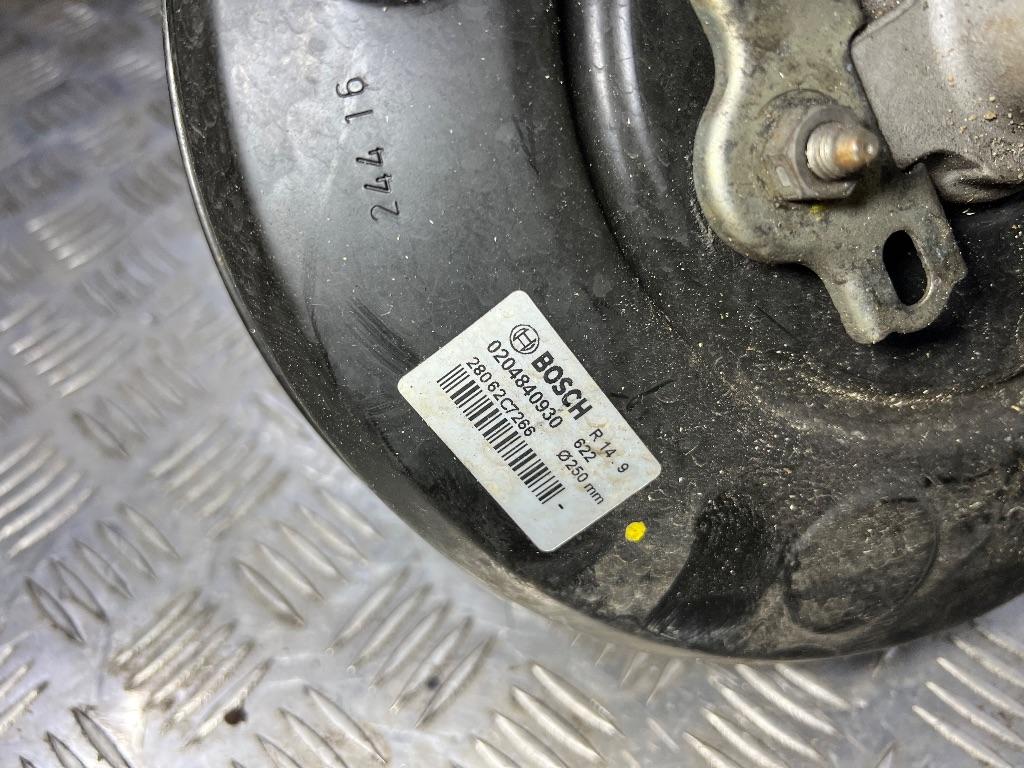 244 16
BOSCH R 14 . 9
0204840930 622
28062C7266 Ø250 mm
-